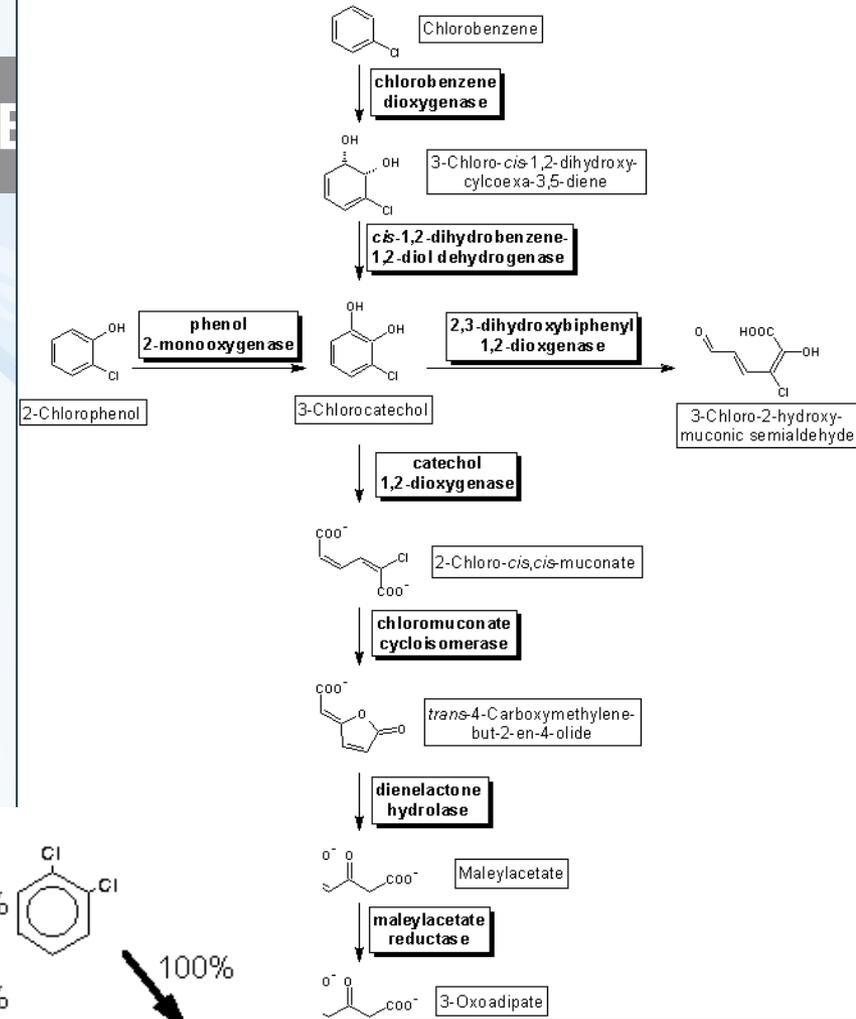 Chlorobenzene
Cl
chlorobenzene
dioxygenase
OH
OH
Cl
3-Chloro-cis-1,2-dihydroxy-
cylcoexa-3,5-diene
cis-1,2-dihydrobenzene-
1,2-diol dehydrogenase
OH
Cl
2-Chlorophenol
phenol
2-monooxygenase
OH
OH
Cl
3-Chlorocatechol
2,3-dihydroxybiphenyl
1,2-dioxgenase
O
HOOC
OH
Cl
3-Chloro-2-hydroxy-
muconic semialdehyde
catechol
1,2-dioxygenase
COO-
Cl
COO-
2-Chloro-cis,cis-muconate
chloromuconate
cycloisomerase
COO-
O
O
trans-4-Carboxymethylene-
but-2-en-4-olide
dienelactone
hydrolase
O- O
COO-
Maleylacetate
maleylacetate
reductase
O- O
COO-
3-Oxoadipate
Cl
Cl
%
100%
%